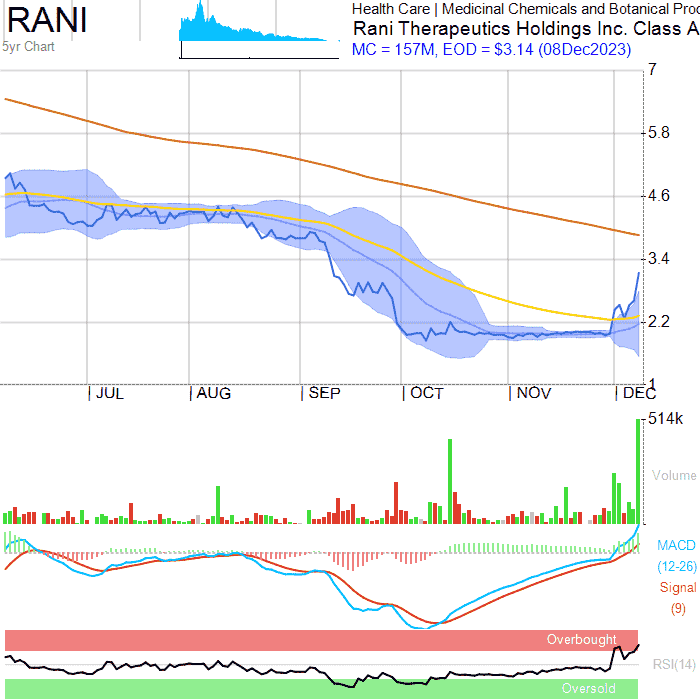 RANI
5yr Chart
Health Care | Medicinal Chemicals and Botanical Pro
Rani Therapeutics Holdings Inc. Class A
MC = 157M, EOD = $3.14 (08Dec2023)
7
5.8
4.6
3.4
2.2
1
JUL AUG SEP OCT NOV DEC
514k
Volume
MACD
(12-26)
Signal
(9)
Overbought
RSI(14)
Oversold